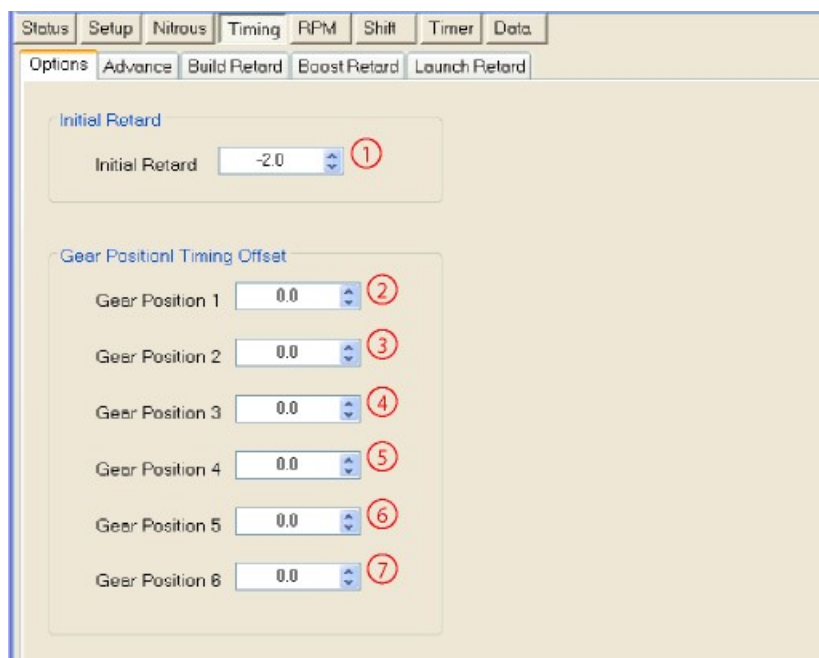 Status Setup Nitrous Timing RPM Shift Timer Data
Options Advance Build Retard Boost Retard Launch Retard
Initial Retard
Initial Retard -2.0 ①
Gear Positionl Timing Offset
Gear Position 1 0.0 ②
Gear Position 2 0.0 ③
Gear Position 3 0.0 ④
Gear Position 4 0.0 ⑤
Gear Position 5 0.0 ⑥
Gear Position 6 0.0 ⑦